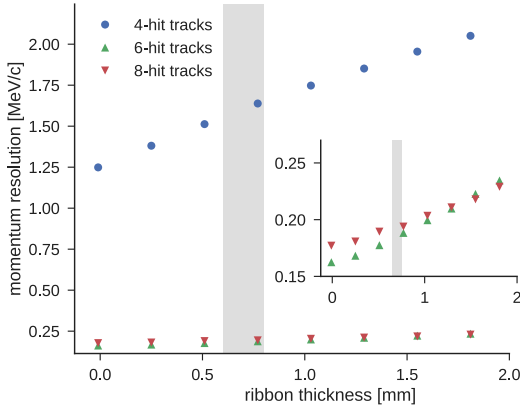 4-hit tracks
6-hit tracks
8-hit tracks
momentum resolution [MeV/c]
2.00
1.75
1.50
1.25
1.00
0.75
0.50
0.25
0.25
0.20
0.15
0 1 2
0.0 0.5 1.0 1.5 2.0
ribbon thickness [mm]